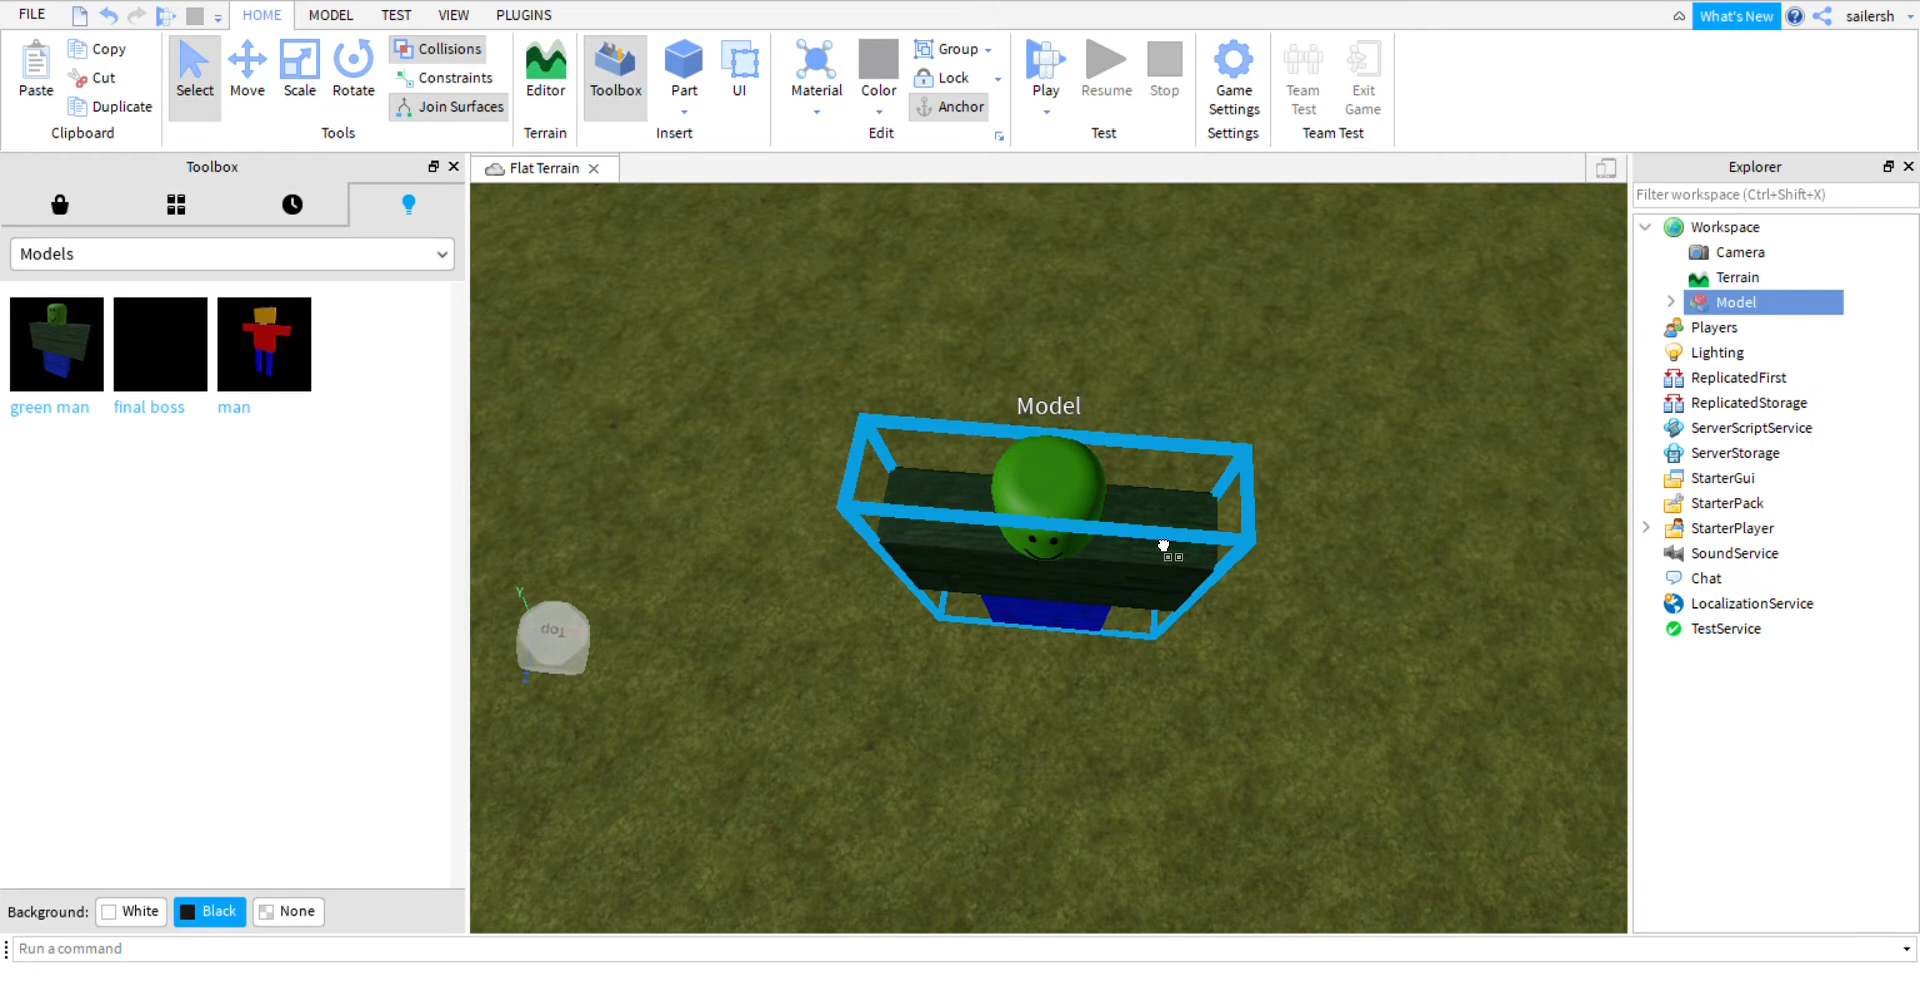 FILE
HOME
MODEL
TEST
VIEW
PLUGINS
What's New
sailersh
Paste
Copy
Cut
Duplicate
Clipboard
Select
Move
Scale
Rotate
Collisions
Constraints
Join Surfaces
Tools
Editor
Terrain
Toolbox
Part
UI
Insert
Material
Color
Group
Lock
Anchor
Edit
Play
Resume
Stop
Test
Game
Settings
Settings
Team
Test
Exit
Game
Team Test
Toolbox
Models
green man
final boss
man
Background:
White
Black
None
Flat Terrain
Model
Y
Top
Z
Explorer
Filter workspace (Ctrl+Shift+X)
Workspace
Camera
Terrain
Model
Players
Lighting
ReplicatedFirst
ReplicatedStorage
ServerScriptService
ServerStorage
StarterGui
StarterPack
StarterPlayer
SoundService
Chat
LocalizationService
TestService
Run a command